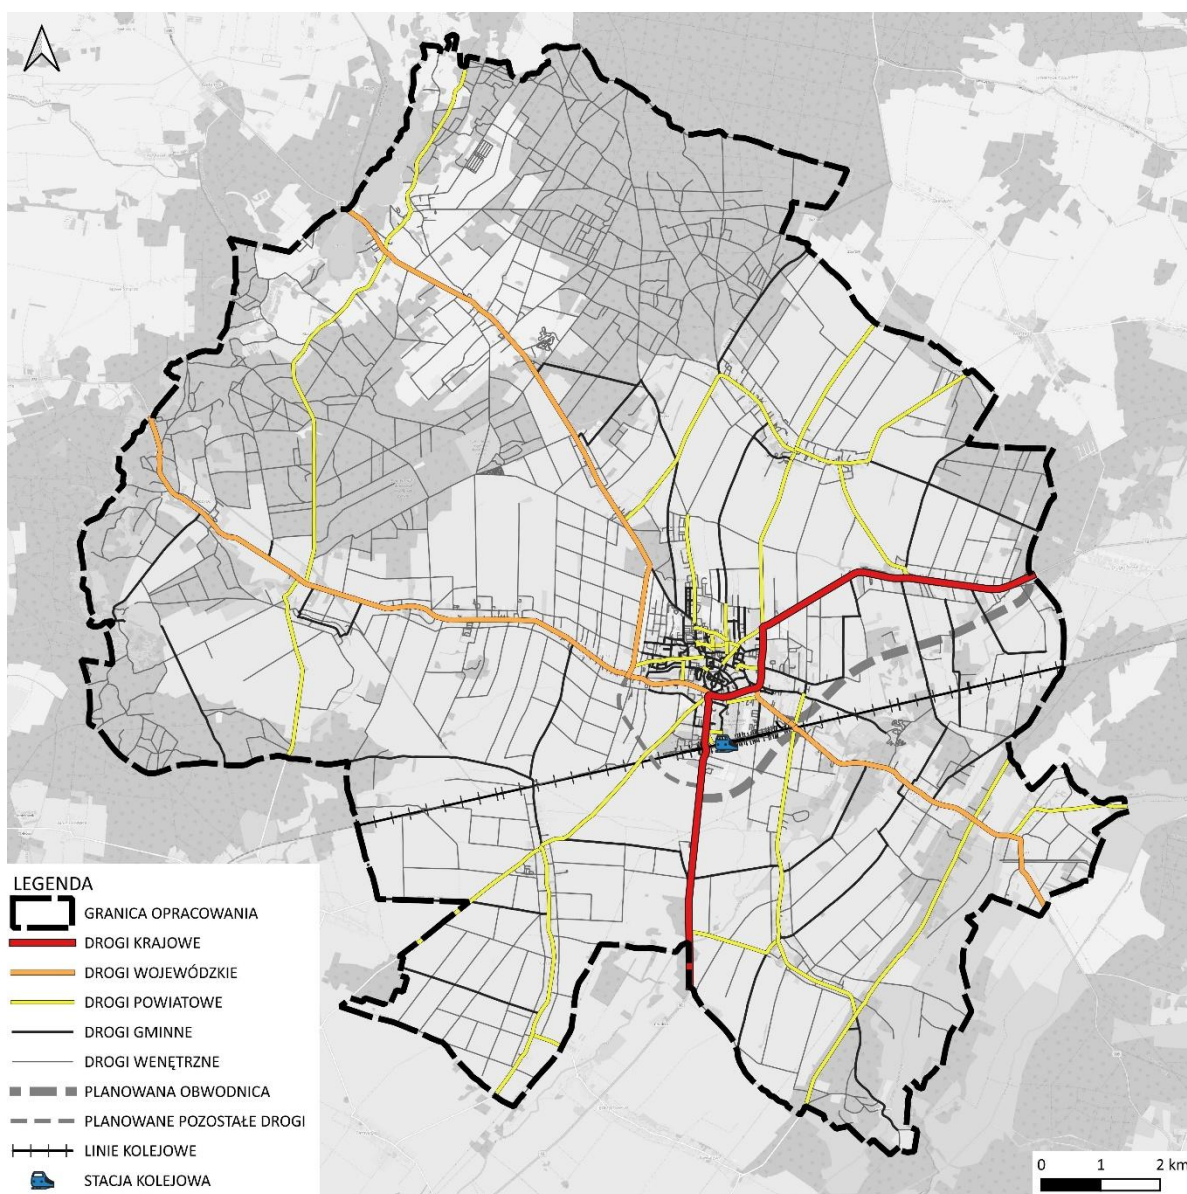 LEGENDA
GRANICA OPRACOWANIA
DROGI KRAJOWE
DROGI WOJEWÓDZKIE
DROGI POWIATOWE
DROGI GMINNE
DROGI WENĘTRZNE
PLANOWANA OBWODNICA
PLANOWANE POZOSTAŁE DROGI
LINIE KOLEJOWE
STACJA KOLEJOWA
0 1 2 km